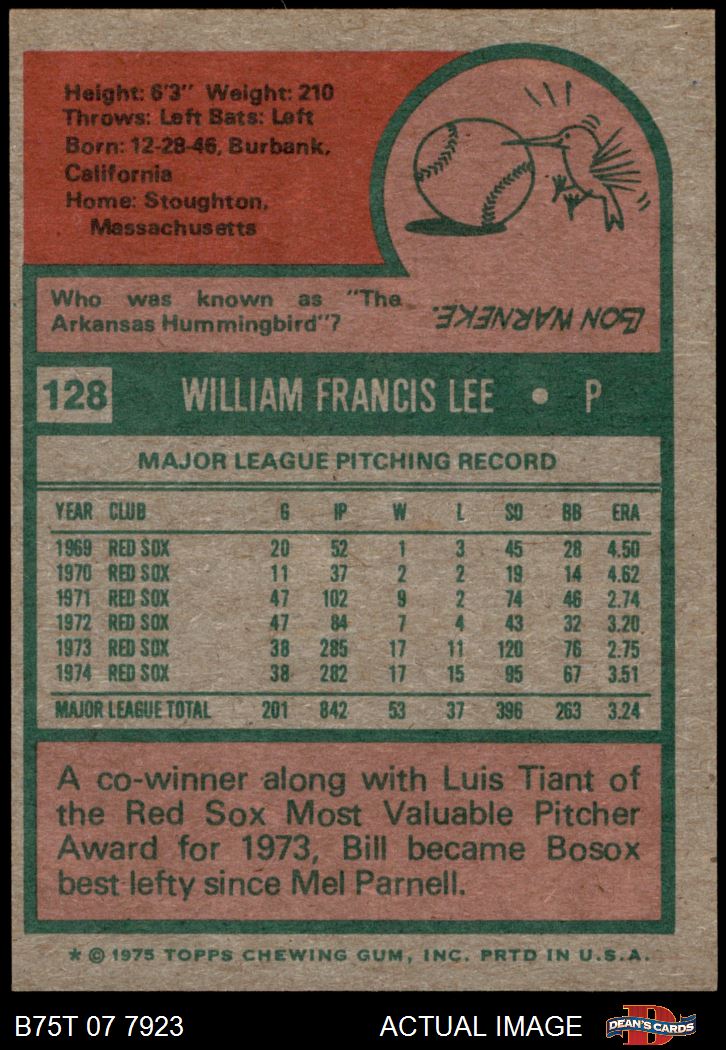 Height: 6'3" Weight: 210
Throws: Left Bats: Left
Born: 12-28-46, Burbank,
California
Home: Stoughton,
Massachusetts
Who was known as "The
Arkansas Hummingbird"?
LON WARNEKE.
128 WILLIAM FRANCIS LEE • P
MAJOR LEAGUE PITCHING RECORD
YEAR CLUB G IP W L SO BB ERA
1969 RED SOX 20 52 1 3 45 28 4.50
1970 RED SOX 11 37 2 2 19 14 4.62
1971 RED SOX 47 102 9 2 74 46 2.74
1972 RED SOX 47 84 7 4 43 32 3.20
1973 RED SOX 38 285 17 11 120 76 2.75
1974 RED SOX 38 282 17 15 95 67 3.51
MAJOR LEAGUE TOTAL 201 842 53 37 396 263 3.24
A co-winner along with Luis Tiant of
the Red Sox Most Valuable Pitcher
Award for 1973, Bill became Bosox
best lefty since Mel Parnell.
* © 1975 TOPPS CHEWING GUM, INC. PRTD IN U.S.A.
B75T 07 7923 ACTUAL IMAGE D DEAN'S CARDS